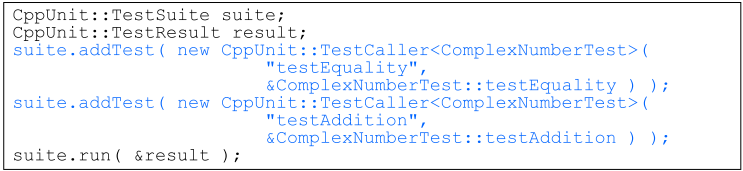 CppUnit::TestSuite suite;
CppUnit::TestResult result;
suite.addTest( new CppUnit::TestCaller<ComplexNumberTest>(
"testEquality",
&ComplexNumberTest::testEquality ) );
suite.addTest( new CppUnit::TestCaller<ComplexNumberTest>(
"testAddition",
&ComplexNumberTest::testAddition ) );
suite.run( &result );